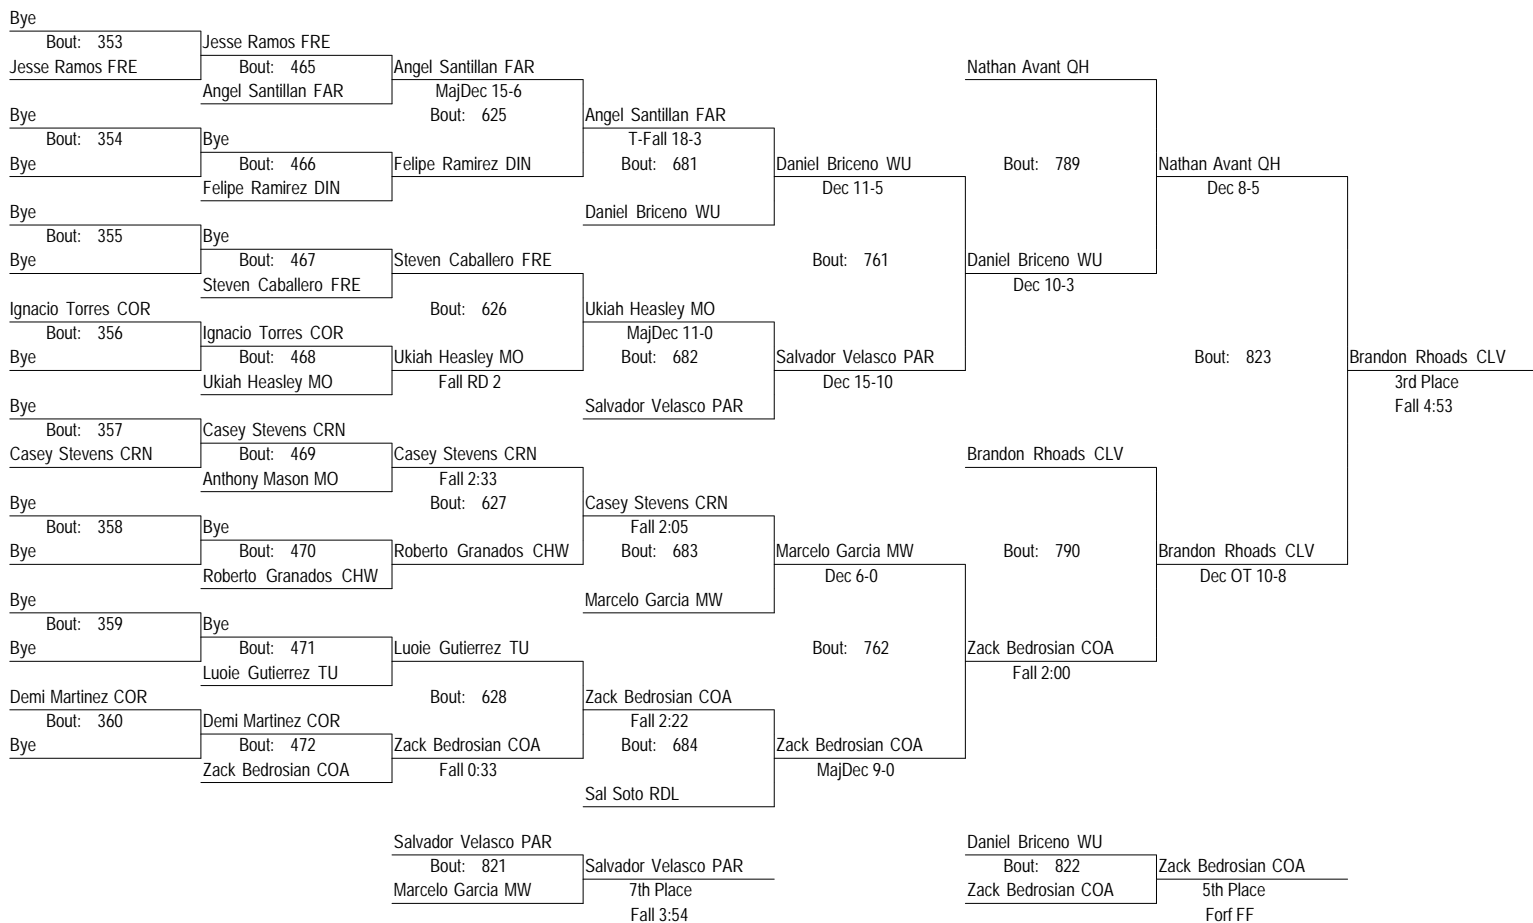 Bye
Bout: 353
Jesse Ramos FRE
Bye
Bout: 354
Bye
Bye
Bout: 355
Bye
Ignacio Torres COR
Bout: 356
Bye
Bye
Bout: 357
Casey Stevens CRN
Bye
Bout: 358
Bye
Bye
Bout: 359
Bye
Demi Martinez COR
Bout: 360
Bye
Jesse Ramos FRE
Bout: 465
Angel Santillan FAR
Bye
Bout: 466
Felipe Ramirez DIN
Bye
Bout: 467
Steven Caballero FRE
Ignacio Torres COR
Bout: 468
Ukiah Heasley MO
Casey Stevens CRN
Bout: 469
Anthony Mason MO
Bye
Bout: 470
Roberto Granados CHW
Bye
Bout: 471
Luoie Gutierrez TU
Demi Martinez COR
Bout: 472
Zack Bedrosian COA
Angel Santillan FAR
MajDec 15-6
Bout: 625
Felipe Ramirez DIN
Steven Caballero FRE
Bout: 626
Ukiah Heasley MO
Fall RD 2
Casey Stevens CRN
Fall 2:33
Bout: 627
Roberto Granados CHW
Luoie Gutierrez TU
Bout: 628
Zack Bedrosian COA
Fall 0:33
Angel Santillan FAR
T-Fall 18-3
Bout: 681
Daniel Briceno WU
Ukiah Heasley MO
MajDec 11-0
Bout: 682
Salvador Velasco PAR
Casey Stevens CRN
Fall 2:05
Bout: 683
Marcelo Garcia MW
Zack Bedrosian COA
Fall 2:22
Bout: 684
Sal Soto RDL
Daniel Briceno WU
Dec 11-5
Bout: 761
Salvador Velasco PAR
Dec 15-10
Marcelo Garcia MW
Dec 6-0
Bout: 762
Zack Bedrosian COA
MajDec 9-0
Nathan Avant QH
Bout: 789
Daniel Briceno WU
Dec 10-3
Brandon Rhoads CLV
Bout: 790
Zack Bedrosian COA
Fall 2:00
Nathan Avant QH
Dec 8-5
Bout: 823
Brandon Rhoads CLV
Dec OT 10-8
Brandon Rhoads CLV
3rd Place
Fall 4:53
Salvador Velasco PAR
Bout: 821
Marcelo Garcia MW
Salvador Velasco PAR
7th Place
Fall 3:54
Daniel Briceno WU
Bout: 822
Zack Bedrosian COA
Zack Bedrosian COA
5th Place
Forf FF